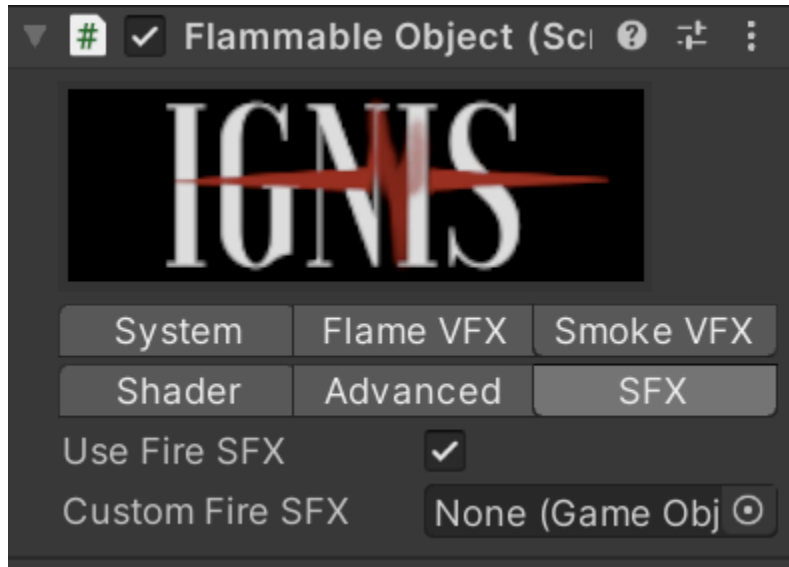 # Flammable Object (Sci
IGNIS
System Flame VFX Smoke VFX
Shader Advanced SFX
Use Fire SFX
Custom Fire SFX None (Game Obj